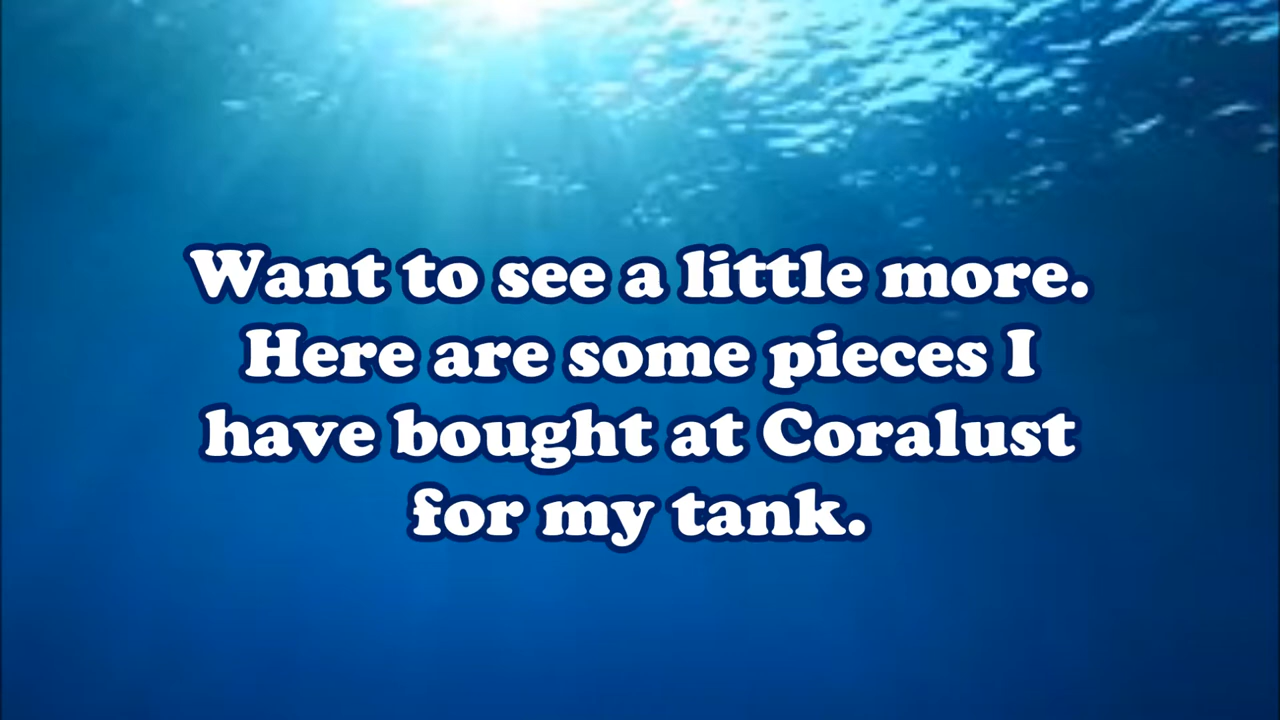 Want to see a little more.
Here are some pieces I
have bought at Coralust
for my tank.